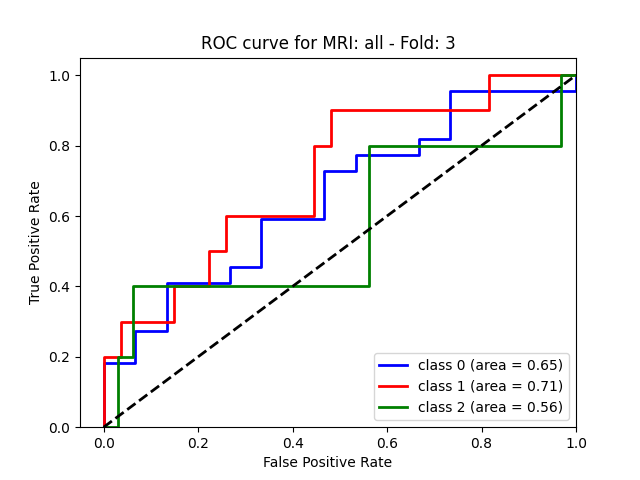 ROC curve for MRI: all - Fold: 3
True Positive Rate
1.0
0.8
0.6
0.4
0.2
0.0
class 0 (area = 0.65)
class 1 (area = 0.71)
class 2 (area = 0.56)
0.0 0.2 0.4 0.6 0.8 1.0
False Positive Rate